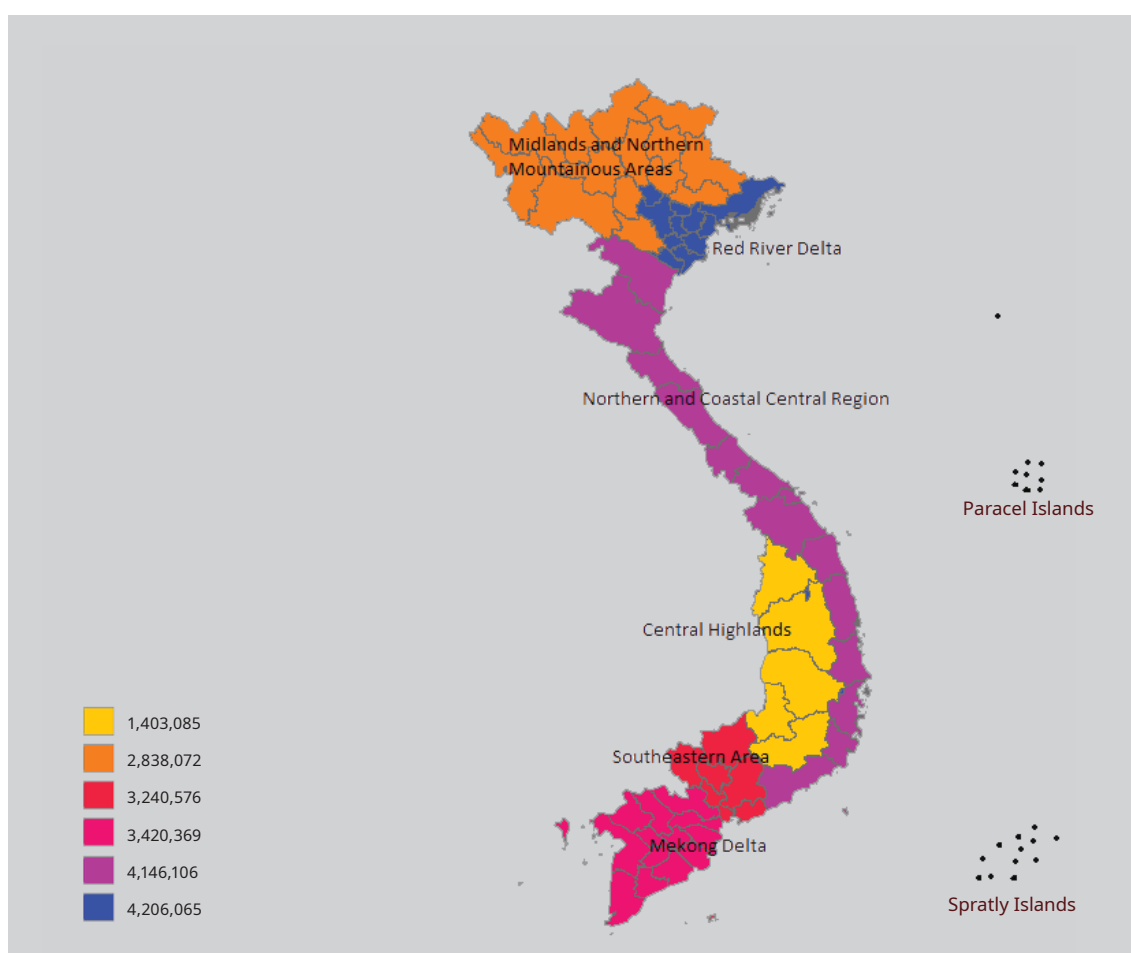 Midlands and Northern
Mountainous Areas
Red River Delta
Northern and Coastal Central Region
Paracel Islands
Central Highlands
Southeastern Area
Mekong Delta
Spratly Islands
1,403,085
2,838,072
3,240,576
3,420,369
4,146,106
4,206,065